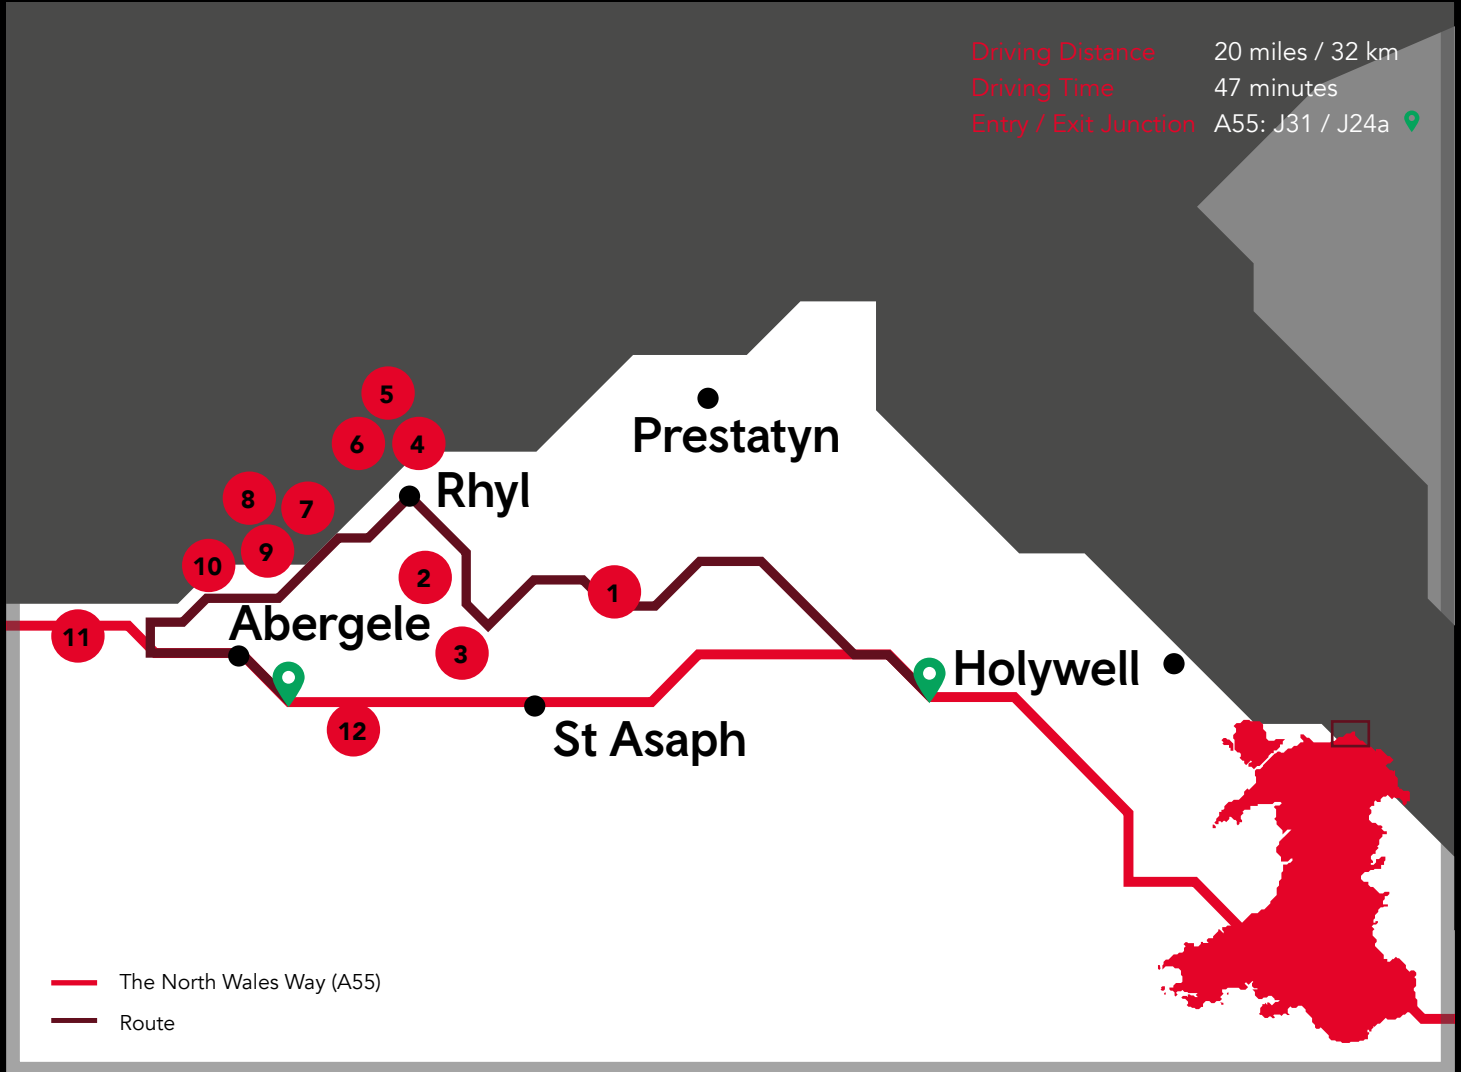 Driving Distance 20 miles / 32 km
Driving Time 47 minutes
Entry / Exit Junction A55: J31 / J24a
5
6 4
Prestatyn
Rhyl
8 7
9
10
2
1
Abergele
11
3
Holywell
12
St Asaph
The North Wales Way (A55)
Route